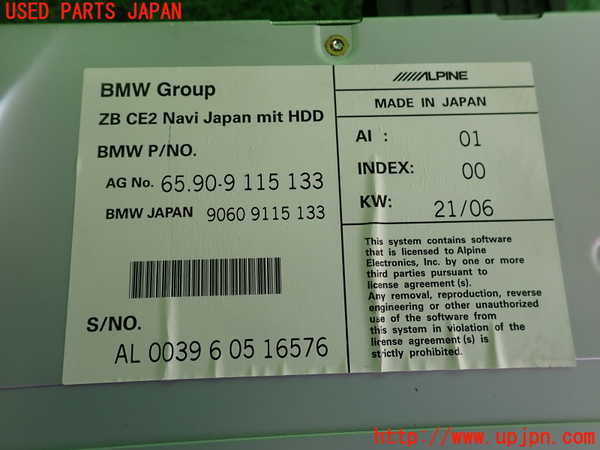 USED PARTS JAPAN
BMW Group
ZB CE2 Navi Japan mit HDD
BMW P/NO.
AG No. 65.90-9 115 133
BMW JAPAN 9060 9115 133
S/NO.
AL 0039 6 05 16576
ALPINE
MADE IN JAPAN
AI : 01
INDEX: 00
KW: 21/06
This system contains software
that is licensed to Alpine
Electronics, Inc. by one or more
third parties pursuant to
license agreement(s).
Any removal, reproduction, reverse
engineering or other unauthorized
use of the software from
this system in violation of the
license agreement(s) is
strictly prohibited.
UPJ
http://www.upjpn.com/